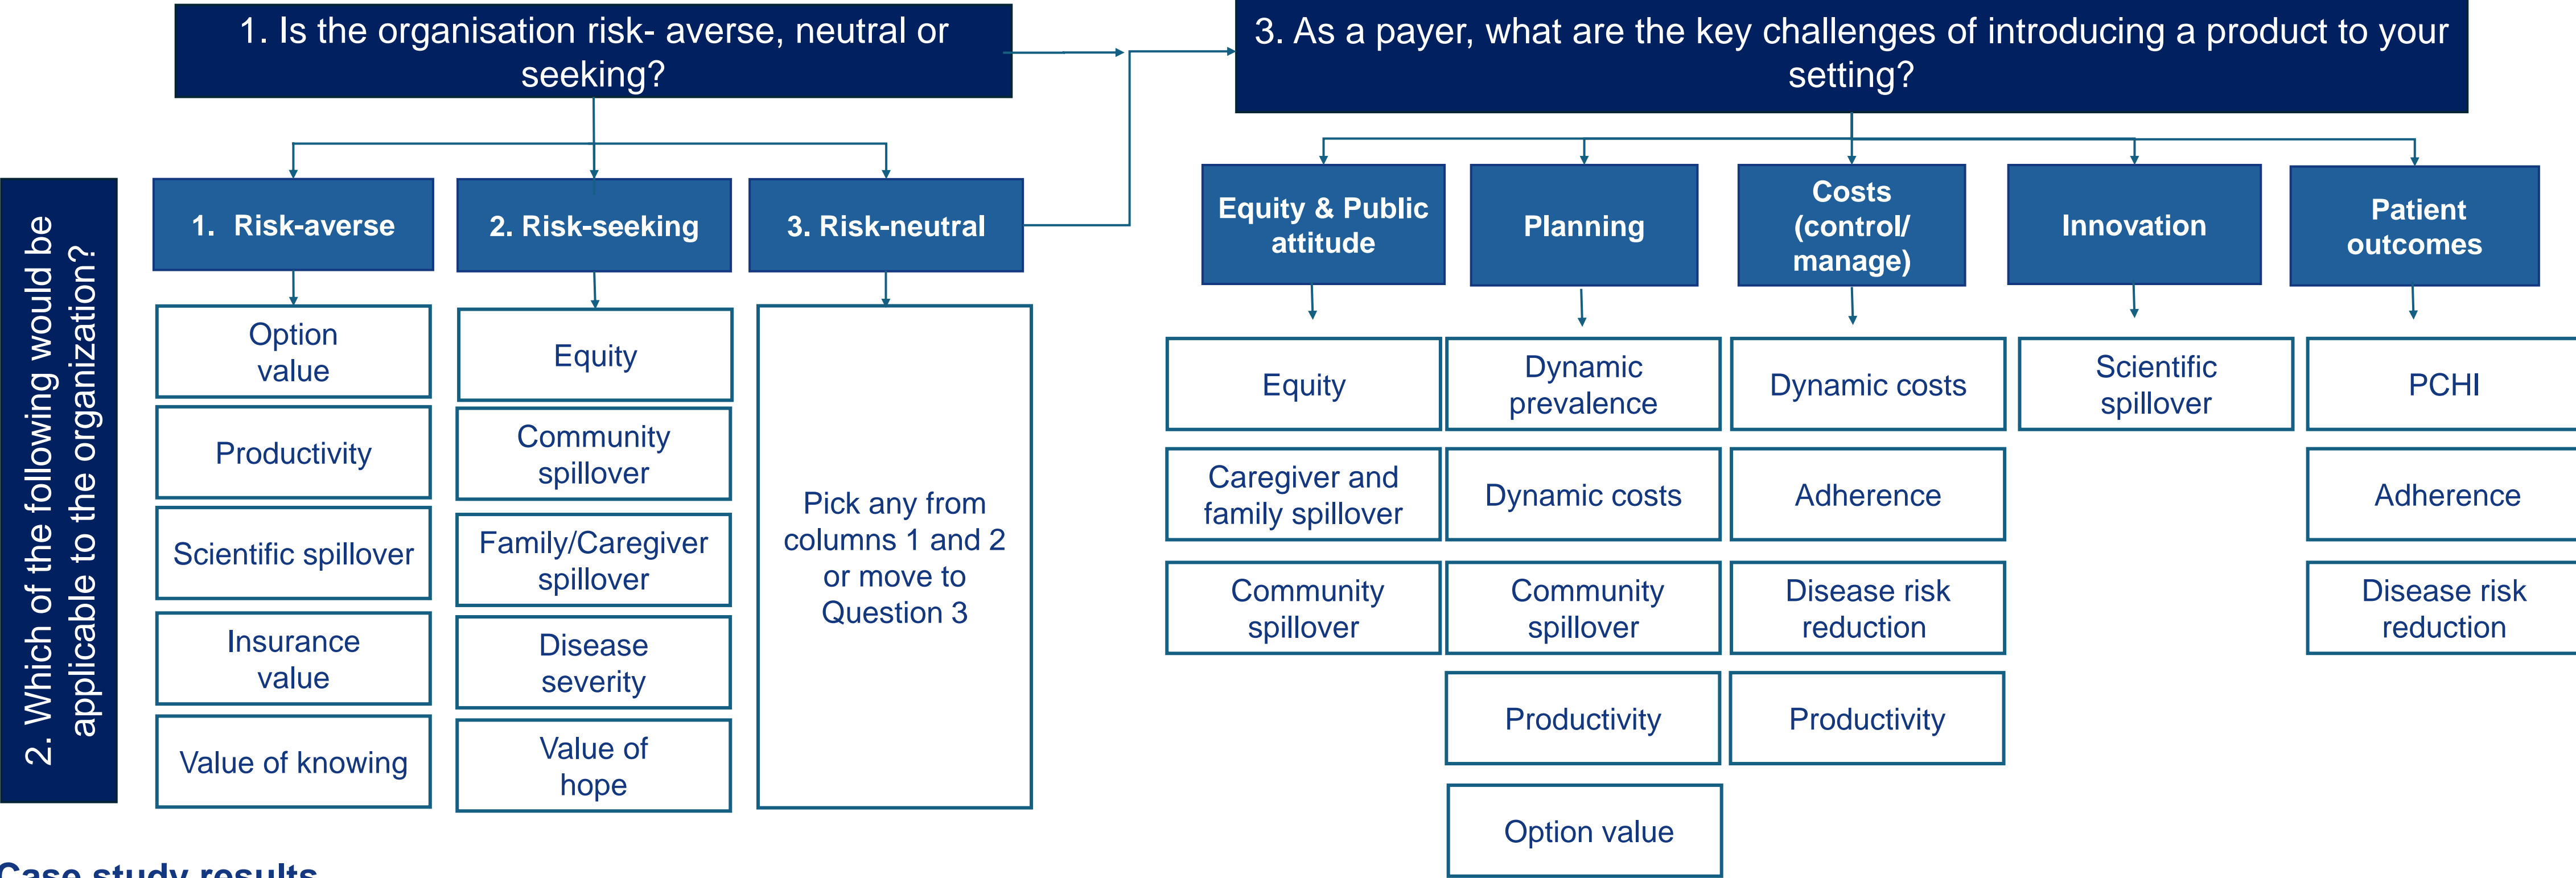 1. Is the organisation risk- averse, neutral or
seeking?
3. As a payer, what are the key challenges of introducing a product to your
setting?
2. Which of the following would be
applicable to the organization?
1. Risk-averse
2. Risk-seeking
3. Risk-neutral
Option
value
Productivity
Scientific spillover
Insurance
value
Value of knowing
Equity
Community
spillover
Family/Caregiver
spillover
Disease
severity
Value of
hope
Pick any from
columns 1 and 2
or move to
Question 3
Equity & Public
attitude
Planning
Costs
(control/
manage)
Innovation
Patient
outcomes
Equity
Caregiver and
family spillover
Community
spillover
Dynamic
prevalence
Dynamic costs
Community
spillover
Productivity
Option value
Dynamic costs
Adherence
Disease risk
reduction
Productivity
Scientific
spillover
PCHI
Adherence
Disease risk
reduction
Case study results